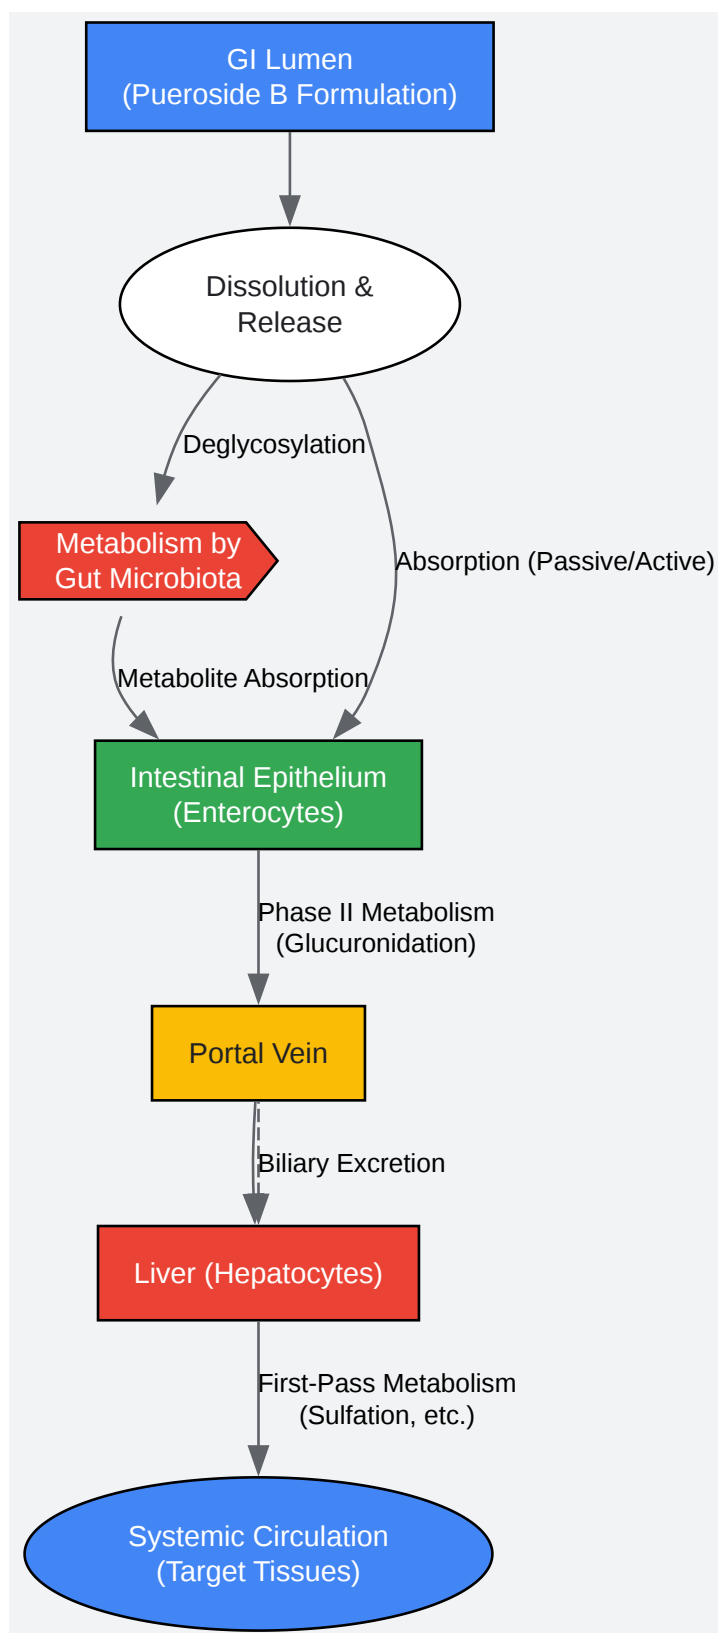 GI Lumen
(Pueroside B Formulation)
Dissolution &
Release
Deglycosylation
Metabolism by
Gut Microbiota
Absorption (Passive/Active)
Metabolite Absorption
Intestinal Epithelium
(Enterocytes)
Phase II Metabolism
(Glucuronidation)
Portal Vein
Biliary Excretion
Liver (Hepatocytes)
First-Pass Metabolism
(Sulfation, etc.)
Systemic Circulation
(Target Tissues)